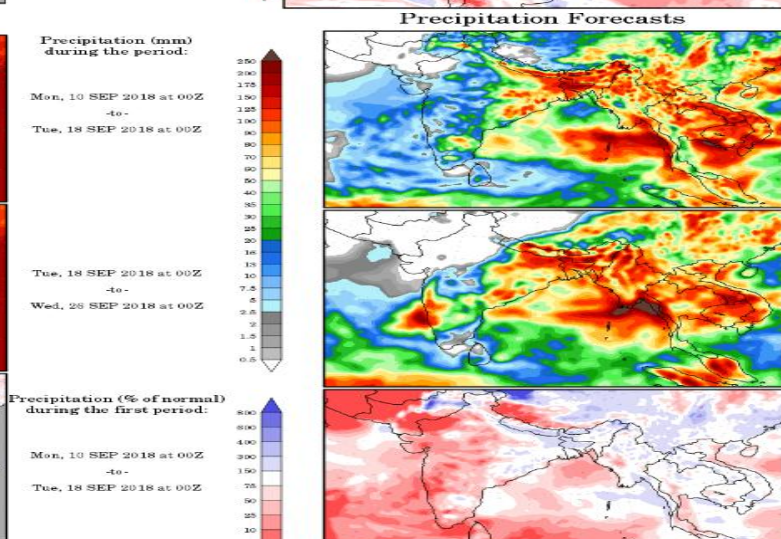 Precipitation Forecasts
Precipitation (mm)
during the period:
Mon, 10 SEP 2018 at 00Z
-to-
Tue, 18 SEP 2018 at 00Z
250
200
175
150
125
100
90
80
70
60
50
40
35
30
25
20
16
13
10
7.5
5
2.5
2
1.5
1
0.5
Tue, 18 SEP 2018 at 00Z
-to-
Wed, 26 SEP 2018 at 00Z
Precipitation (% of normal)
during the first period:
Mon, 10 SEP 2018 at 00Z
-to-
Tue, 18 SEP 2018 at 00Z
800
600
400
200
150
75
50
25
10